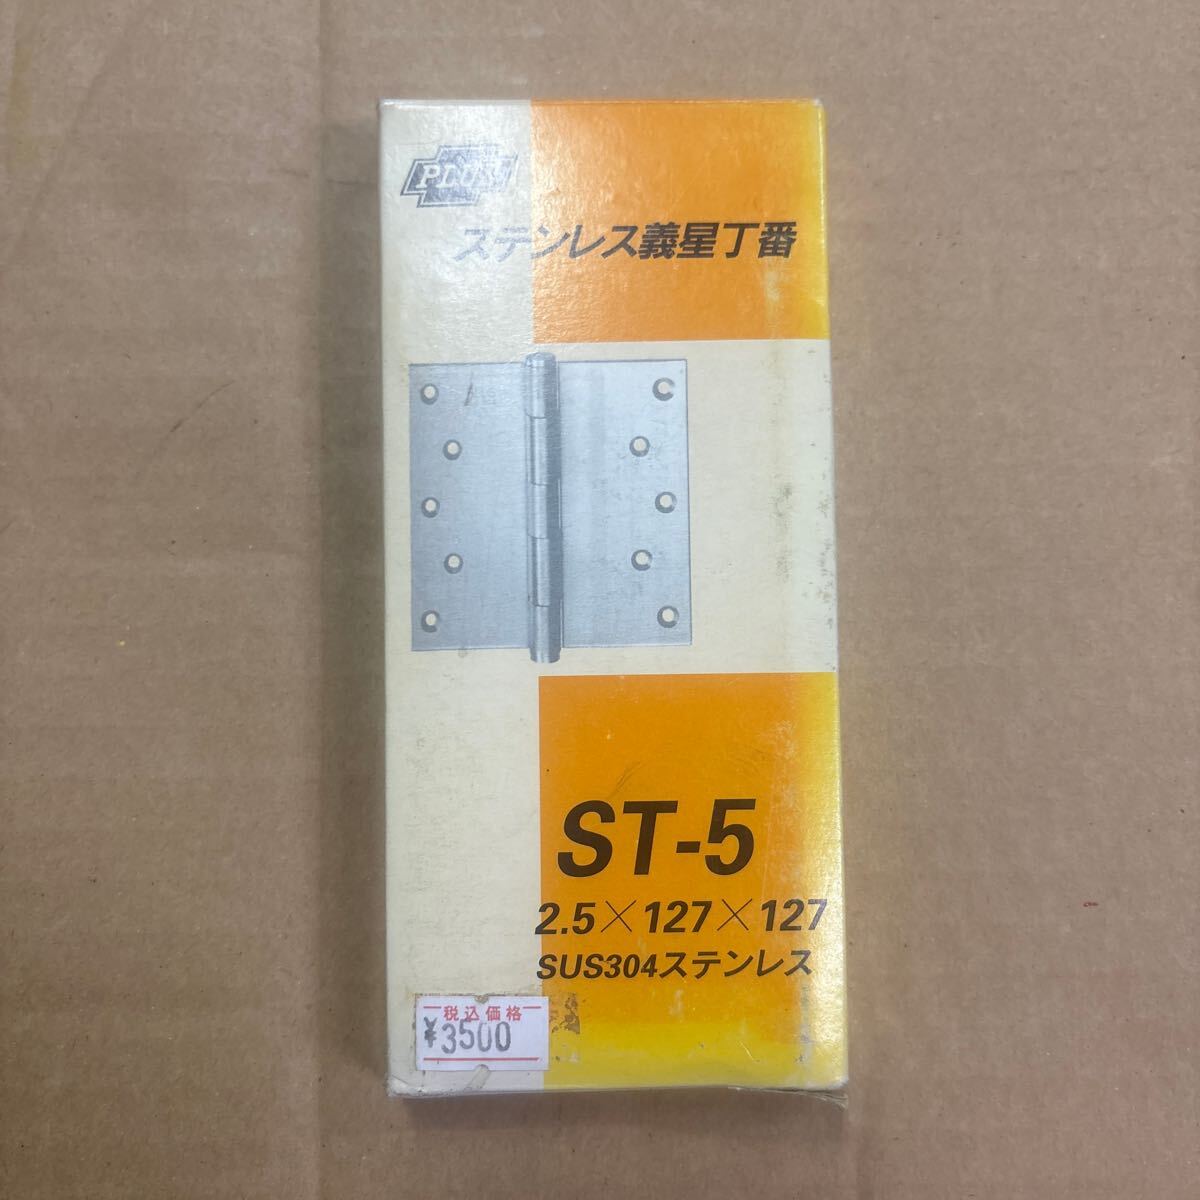 PLUS
ステンレス義星丁番
ST-5
2.5×127×127
SUS304ステンレス
税込価格
¥3500